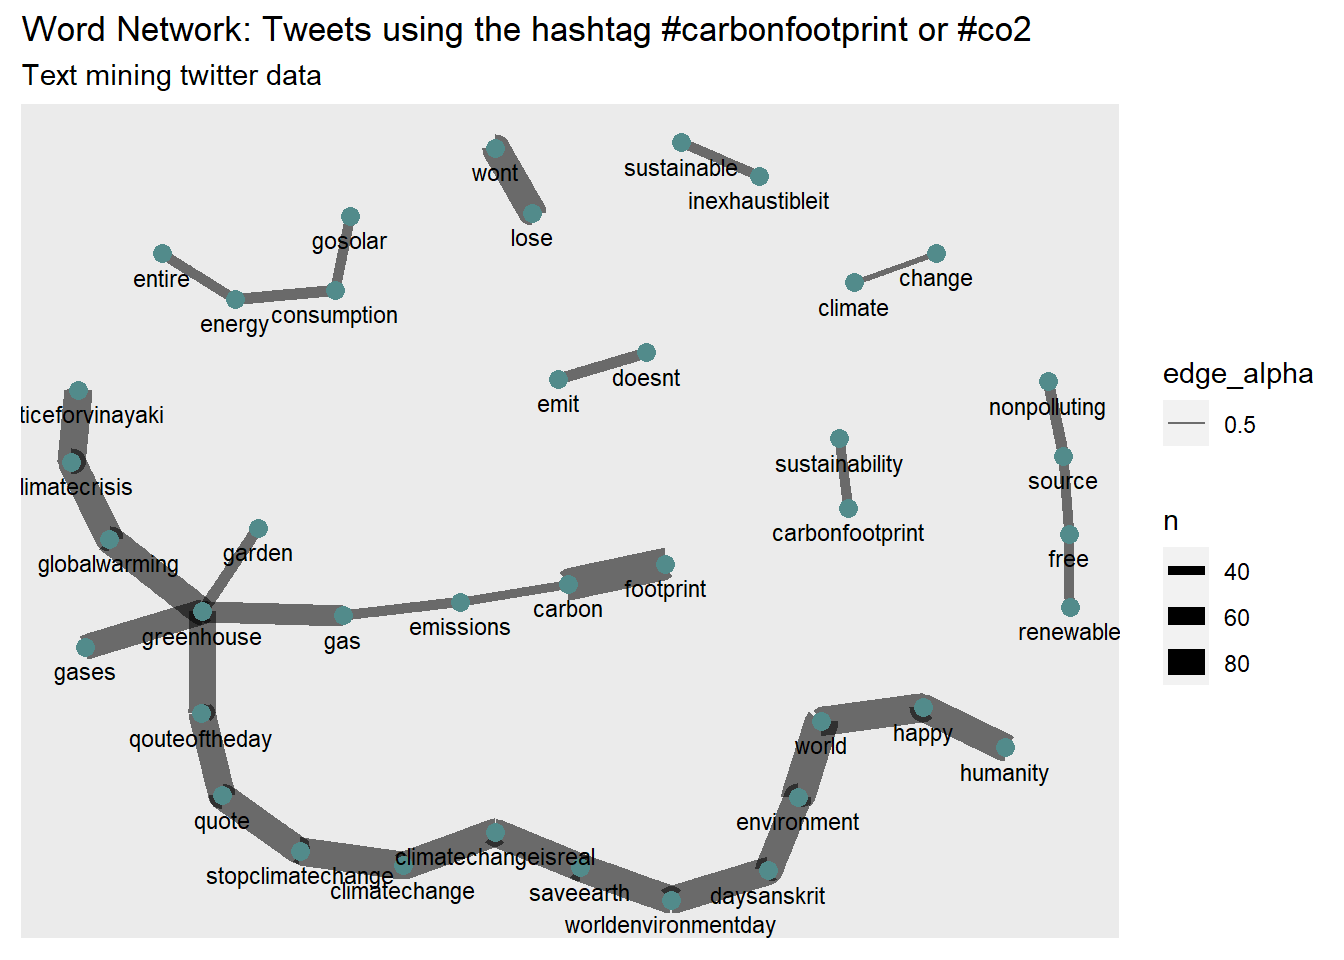 Word Network: Tweets using the hashtag #carbonfootprint or #co2
Text mining twitter data
wont
sustainable
inexhaustibleit
lose
gosolar
entire
change
climate
consumption
energy
doesnt
emit
edge_alpha
0.5
nonpolluting
ticeforvinayaki
sustainability
source
limatecrisis
n
carbonfootprint
garden
globalwarming
free
40
footprint
carbon
60
emissions
greenhouse
gas
renewable
80
gases
happy
qouteoftheday
world
humanity
quote
environment
climatechangeisreal
stopclimatechange
climatechange
saveearth
daysanskrit
worldenvironmentday